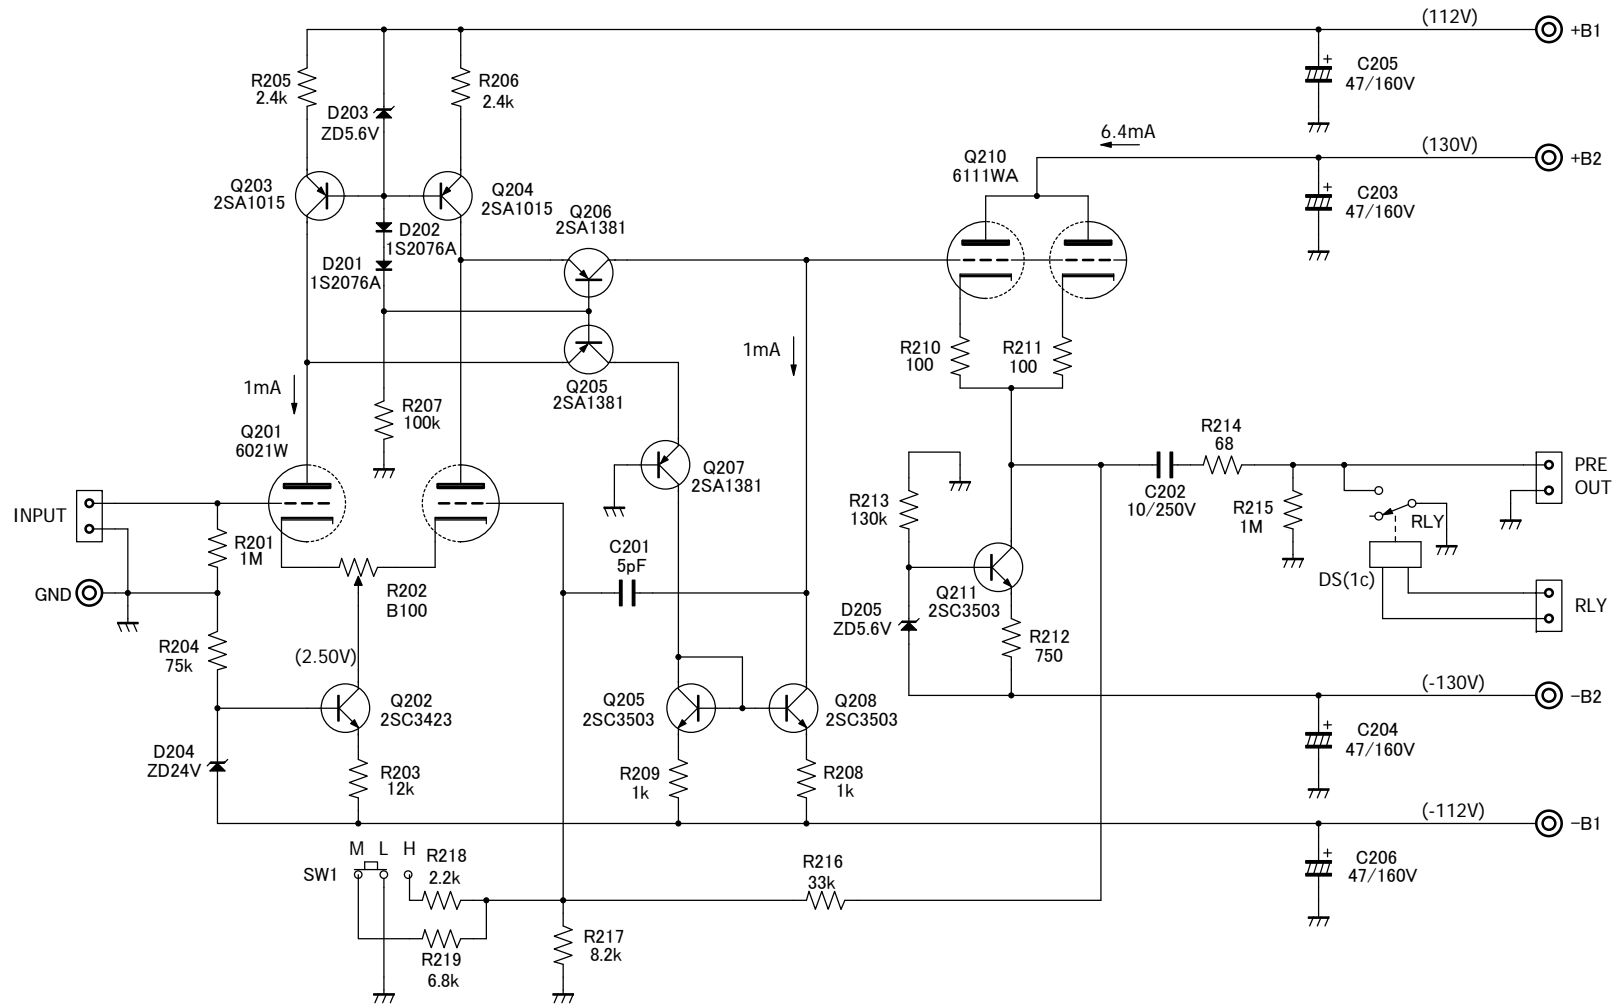 (112V)
+B1
R205
2.4k
R206
2.4k
D203
ZD5.6V
C205
+
47/160V
6.4mA
Q210
6111WA
(130V)
+B2
Q203
2SA1015
Q204
2SA1015
C203
+
47/160V
D202
1S2076A
Q206
2SA1381
D201
1S2076A
1mA
R210
100
R211
100
1mA
Q205
2SA1381
R207
100k
Q201
6021W
R214
68
Q207
2SA1381
C202
10/250V
PRE
OUT
INPUT
R213
130k
R215
1M
RLY
R201
1M
C201
5pF
GND
R202
B100
Q211
2SC3503
DS(1c)
RLY
D205
ZD5.6V
R212
750
R204
75k
(2.50V)
Q202
2SC3423
Q205
2SC3503
Q208
2SC3503
(-130V)
−B2
C204
+
47/160V
D204
ZD24V
R203
12k
R209
1k
R208
1k
(-112V)
−B1
M L H
SW1
R218
2.2k
R216
33k
C206
+
47/160V
R219
6.8k
R217
8.2k